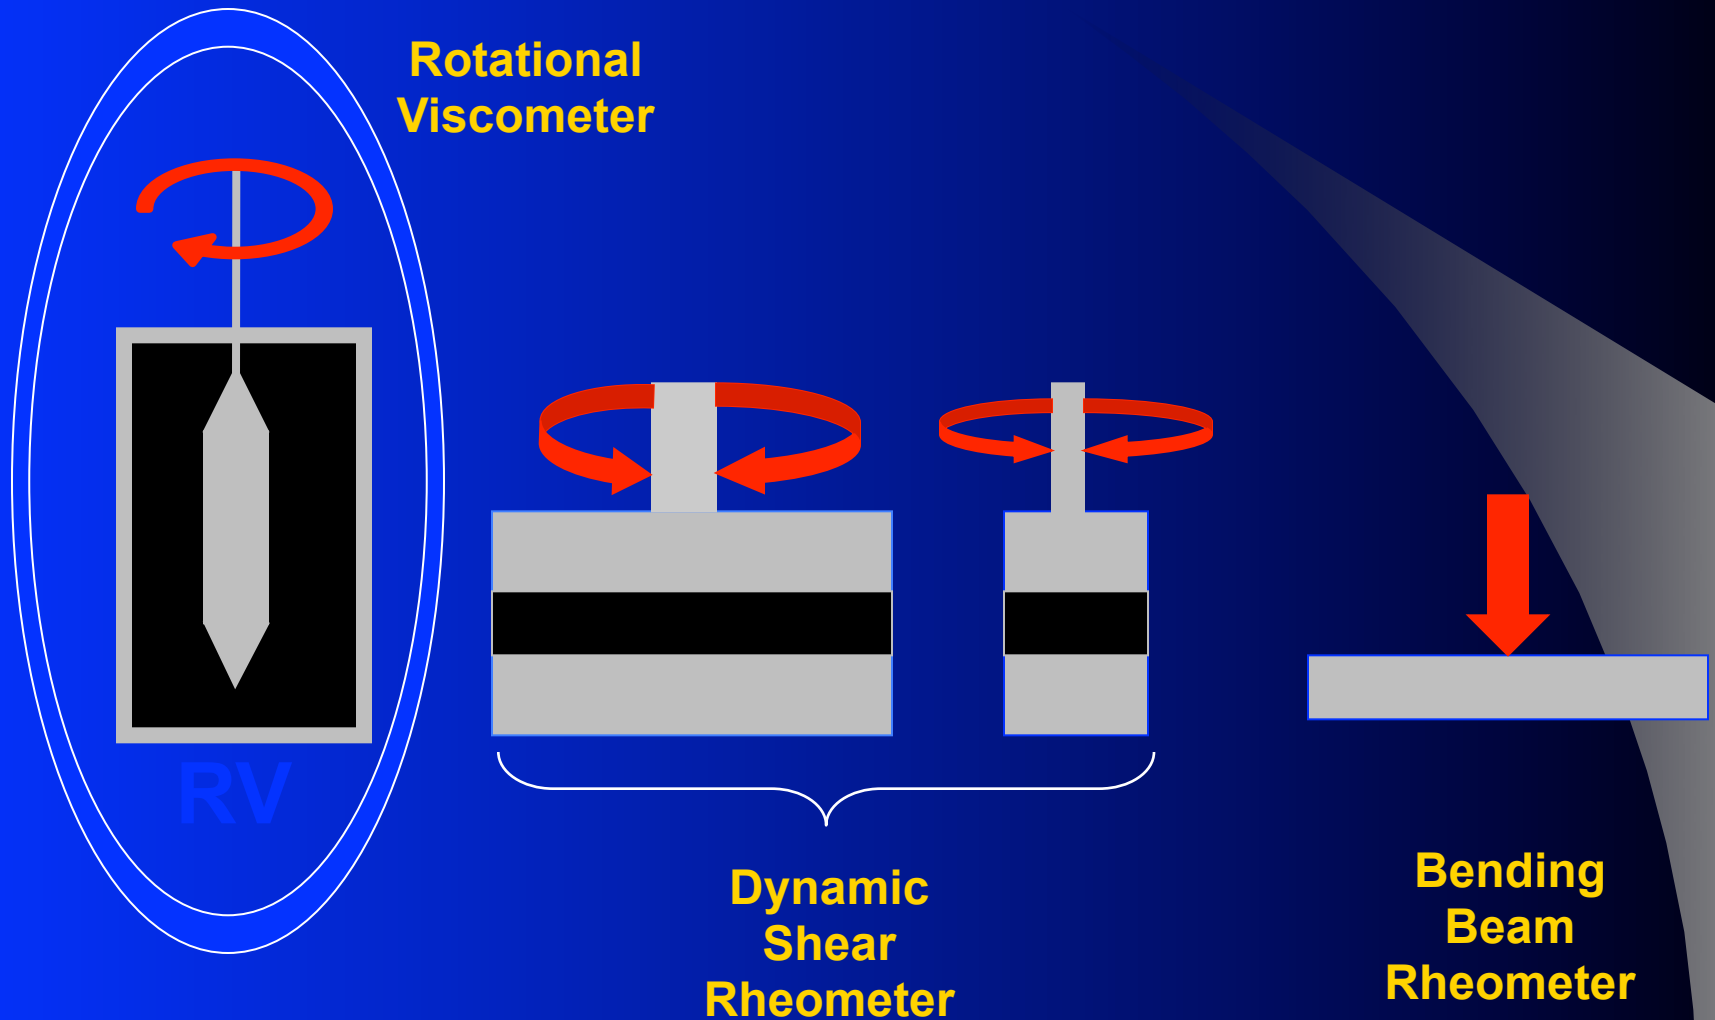 Rotational
Viscometer
RV
Dynamic
Shear
Rheometer
Bending
Beam
Rheometer